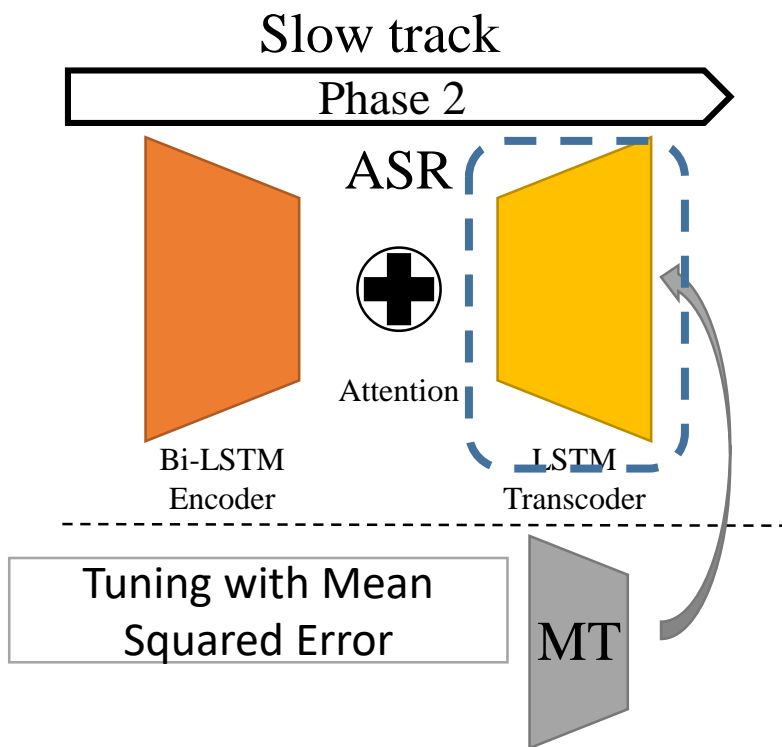 Slow track
Phase 2
ASR
Attention
Bi-LSTM
Encoder
LSTM
Transcoder
Tuning with Mean
Squared Error
MT